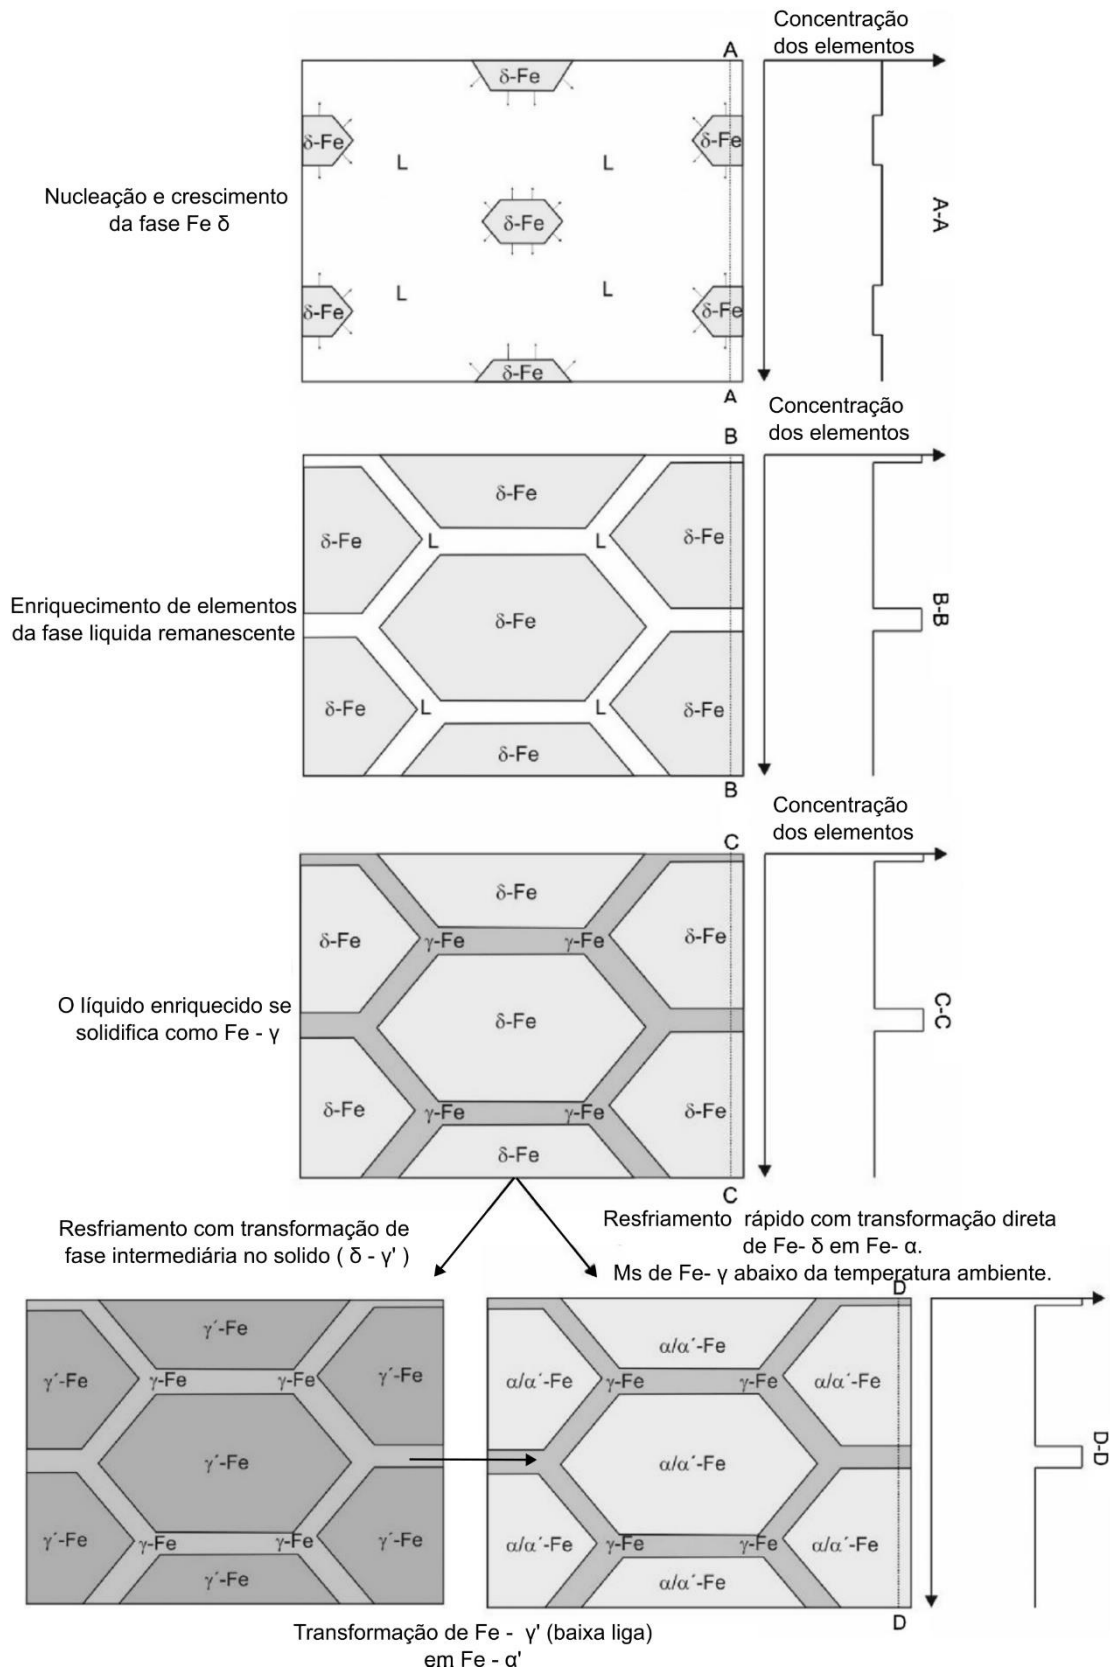 Concentração
dos elementos
A
δ-Fe
δ-Fe
δ-Fe
L
L
Nucleação e crescimento
da fase Fe δ
δ-Fe
A-A
L
L
δ-Fe
δ-Fe
δ-Fe
A
Concentração
dos elementos
B
δ-Fe
δ-Fe
L
L
δ-Fe
Enriquecimento de elementos
da fase liquida remanescente
δ-Fe
B-B
δ-Fe
L
L
δ-Fe
δ-Fe
B
Concentração
dos elementos
C
δ-Fe
δ-Fe
γ-Fe
γ-Fe
δ-Fe
O líquido enriquecido se
solidifica como Fe - γ
δ-Fe
C-C
δ-Fe
γ-Fe
γ-Fe
δ-Fe
δ-Fe
C
Resfriamento com transformação de
fase intermediária no solido ( δ - γ' )
Resfriamento rápido com transformação direta
de Fe- δ em Fe- α.
Ms de Fe- γ abaixo da temperatura ambiente.
γ´-Fe
γ´-Fe
γ-Fe
γ-Fe
γ´-Fe
γ´-Fe
γ´-Fe
γ-Fe
γ-Fe
γ´-Fe
γ´-Fe
D
α/α´-Fe
α/α´-Fe
γ-Fe
γ-Fe
α/α´-Fe
α/α´-Fe
D-D
α/α´-Fe
γ-Fe
γ-Fe
α/α´-Fe
α/α´-Fe
D
Transformação de Fe - γ' (baixa liga)
em Fe - α'